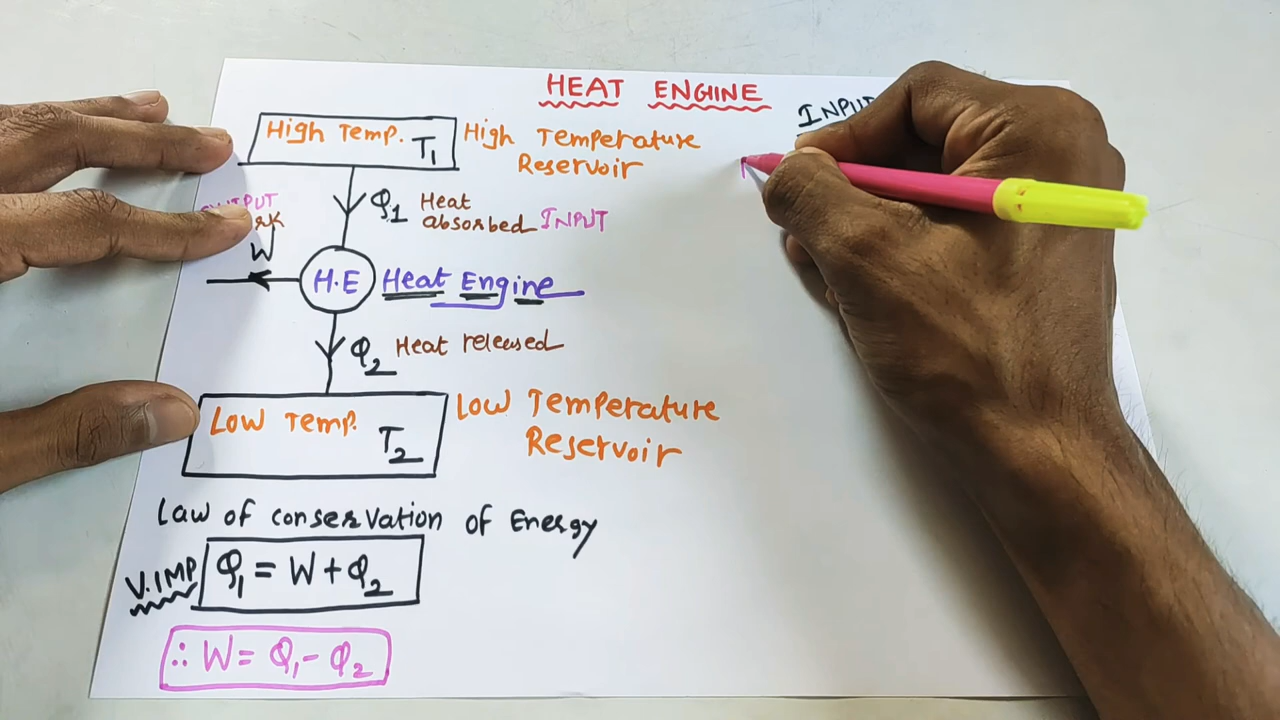 HEAT ENGINE
INPUT
High Temp. T1
High Temperature
Reservoir
Q1
Heat
absorbed INPUT
W
H.E
Heat Engine
Q2
Heat released
Low Temp.
T2
Low Temperature
Reservoir
Law of conservation of Energy
V.IMP
Q1 = W + Q2
∴ W = Q1 - Q2